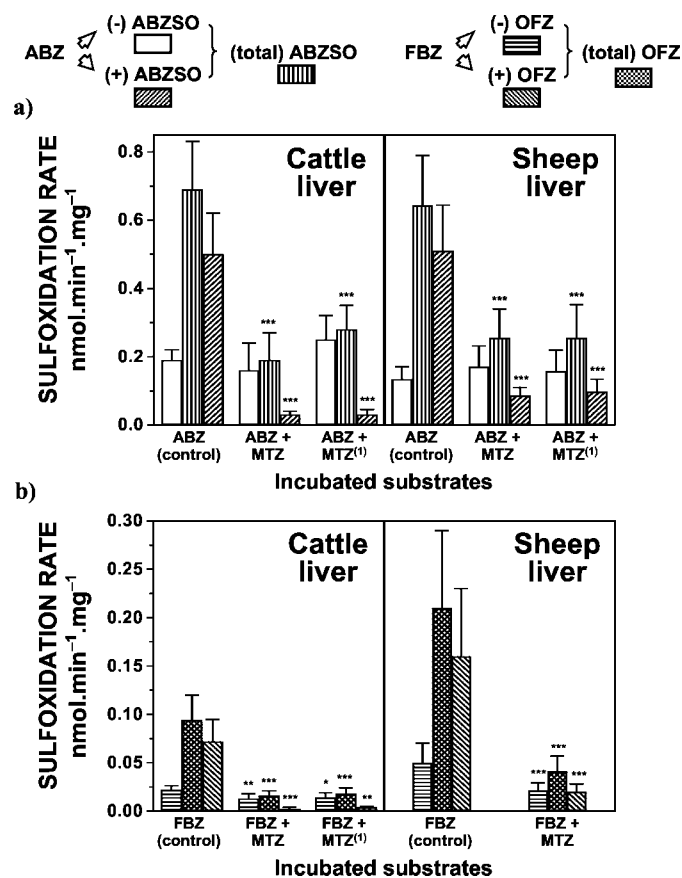 (-) ABZSO
ABZ
(+) ABZSO
(total) ABZSO
(-) OFZ
FBZ
(+) OFZ
(total) OFZ
a)
SULFOXIDATION RATE
nmol.min⁻¹.mg⁻¹
0.8
0.6
0.4
0.2
0.0
Cattle
liver
Sheep
liver
***
***
***
***
***
***
***
***
ABZ
(control)
ABZ +
MTZ
ABZ +
MTZ⁽¹⁾
ABZ
(control)
ABZ +
MTZ
ABZ +
MTZ⁽¹⁾
Incubated substrates
b)
SULFOXIDATION RATE
nmol.min⁻¹.mg⁻¹
0.30
0.25
0.20
0.15
0.10
0.05
0.00
Cattle
liver
Sheep
liver
**
***
***
*
***
**
***
***
***
FBZ
(control)
FBZ +
MTZ
FBZ +
MTZ⁽¹⁾
FBZ
(control)
FBZ +
MTZ
Incubated substrates